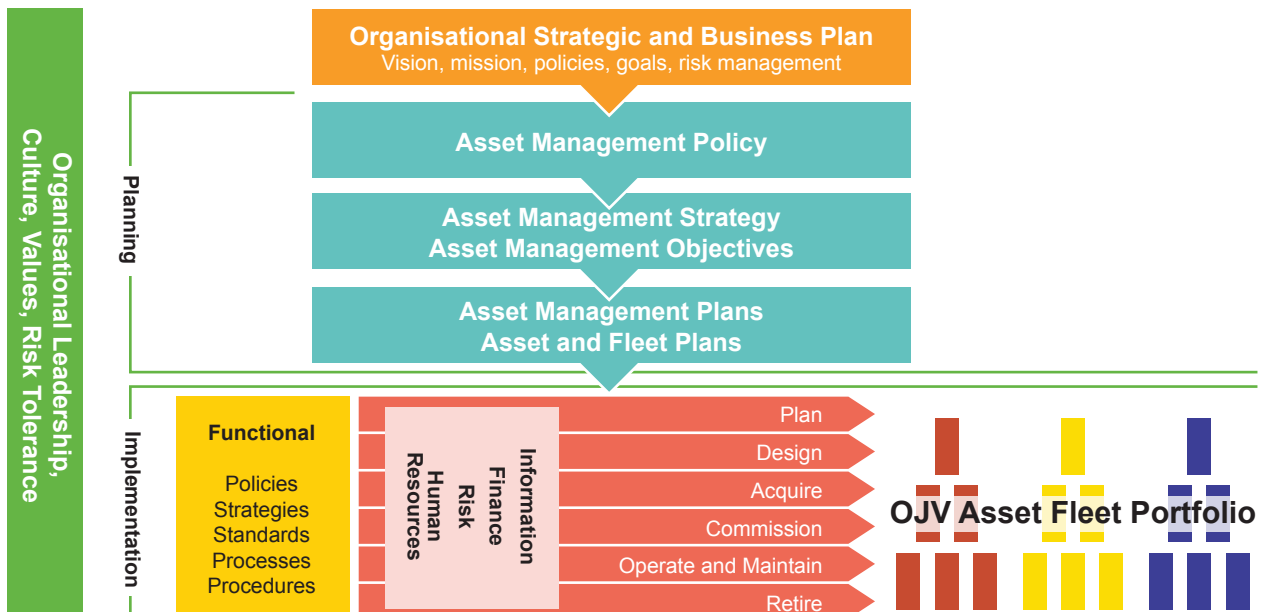 Organisational Leadership,
Culture, Values, Risk Tolerance
Organisational Strategic and Business Plan
Vision, mission, policies, goals, risk management
Planning
Asset Management Policy
Asset Management Strategy
Asset Management Objectives
Asset Management Plans
Asset and Fleet Plans
Implementation
Functional
Policies
Strategies
Standards
Processes
Procedures
Information
Finance
Risk
Human
Resources
Plan
Design
Acquire
Commission
Operate and Maintain
Retire
OJV Asset Fleet Portfolio